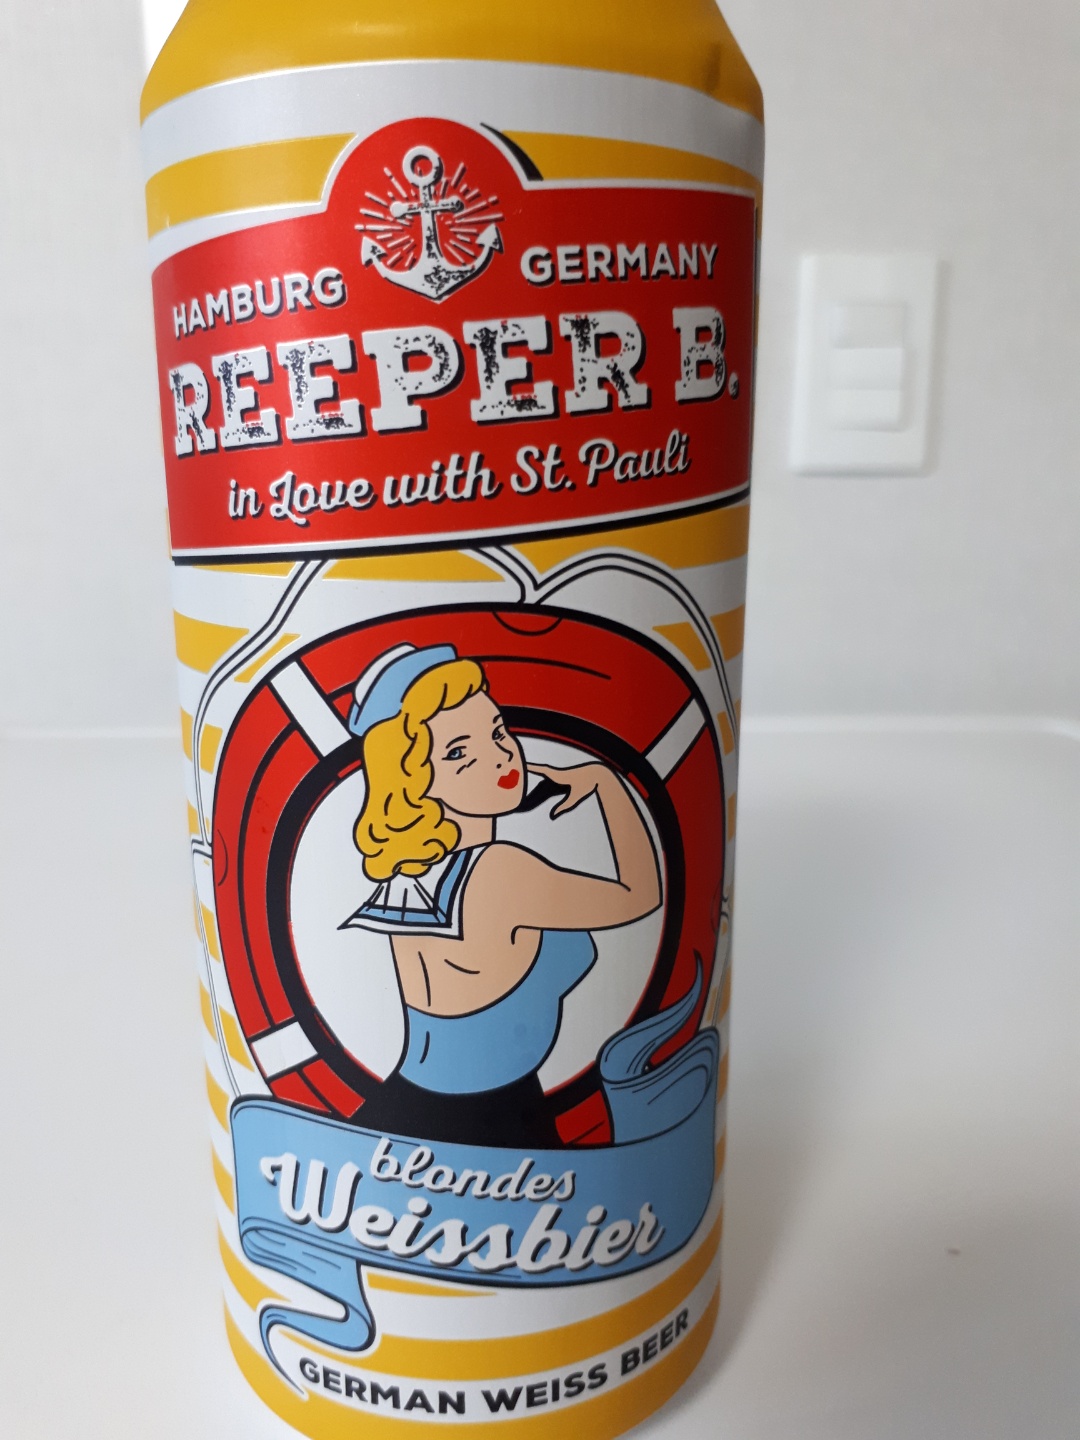 HAMBURG GERMANY
REEPER B.
in Love with St. Pauli
blondes
Weissbier
GERMAN WEISS BEER